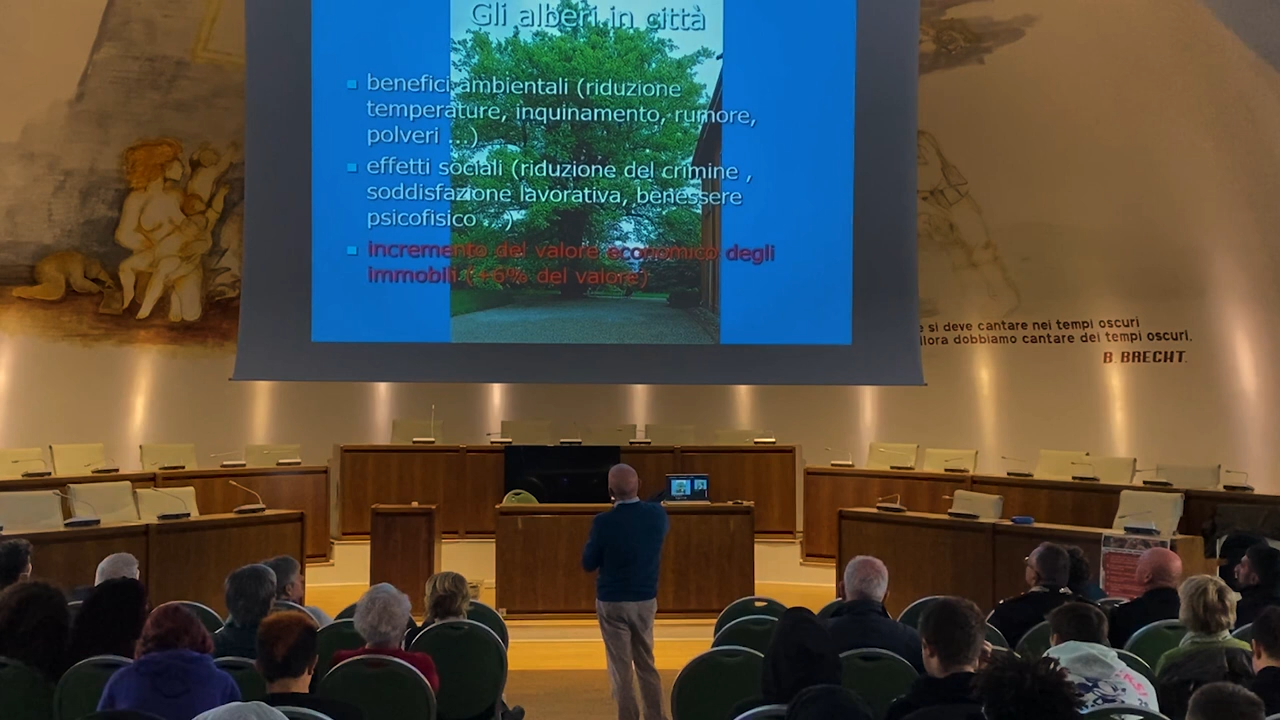 Gli alberi in città
benefici ambientali (riduzione
temperature, inquinamento, rumore,
polveri ...)
effetti sociali (riduzione del crimine ,
soddisfazione lavorativa, benessere
psicofisico ...)
incremento del valore economico degli
immobili (+6% del valore)
e si deve cantare nei tempi oscuri
llora dobbiamo cantare dei tempi oscuri.
B. BRECHT.